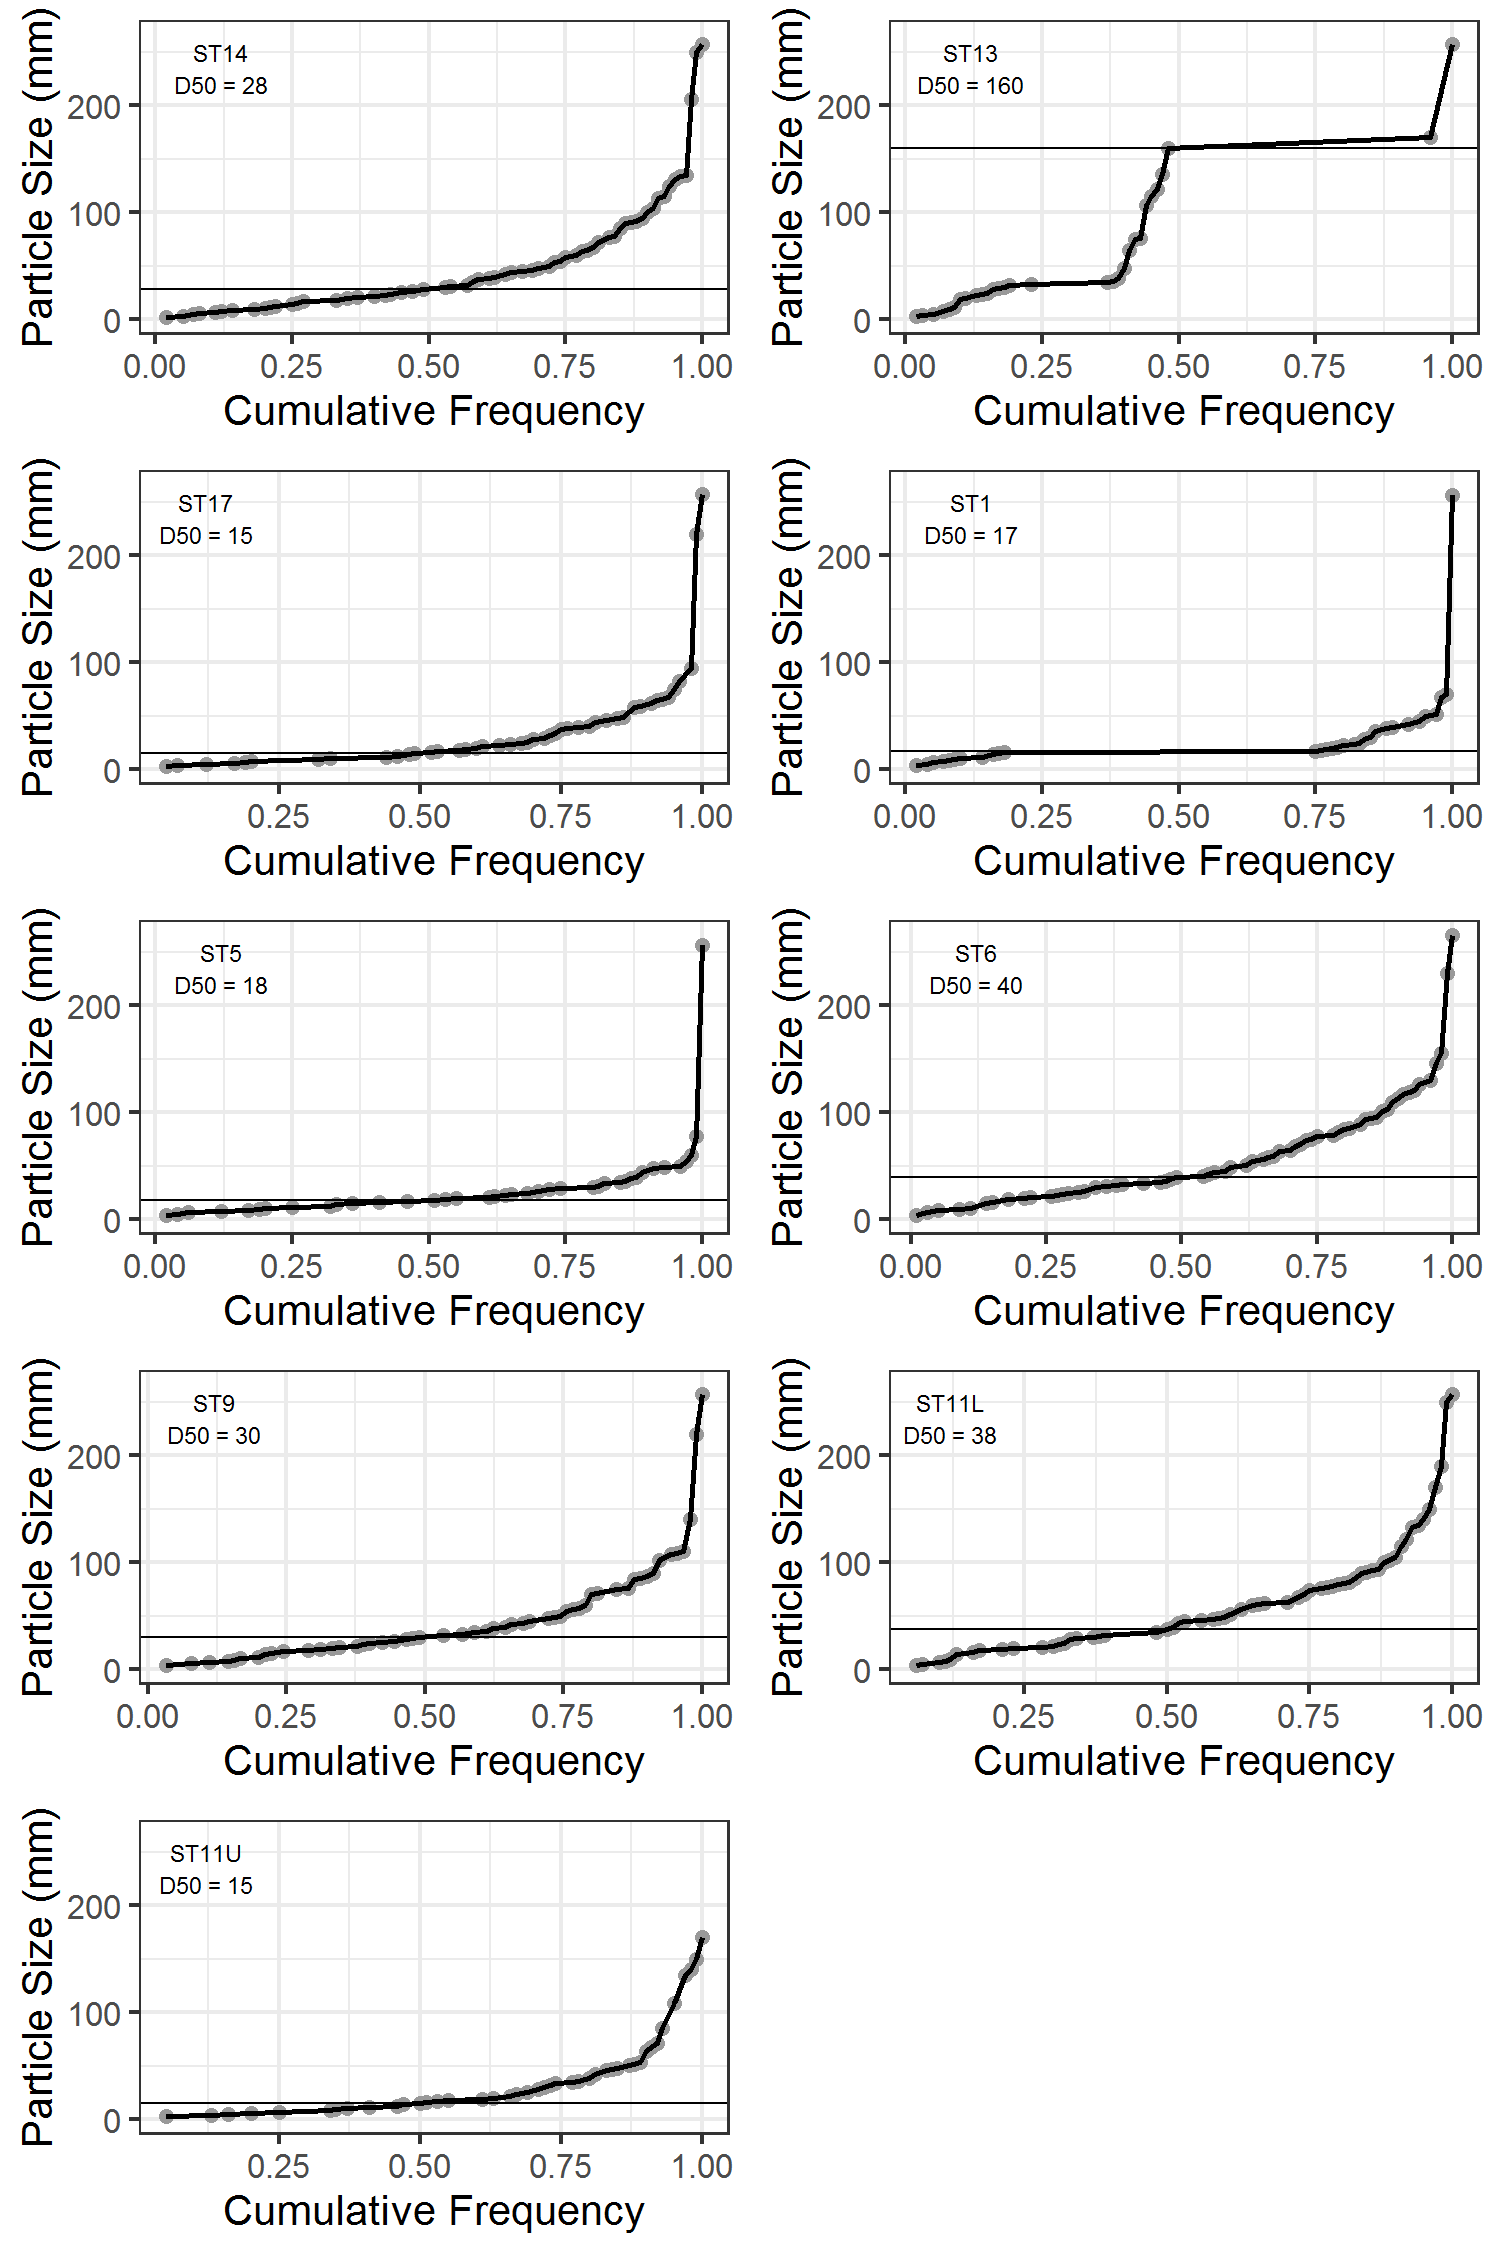 ST14
D50 = 28
Particle Size (mm)
200
100
0
0.00 0.25 0.50 0.75 1.00
Cumulative Frequency
ST13
D50 = 160
Particle Size (mm)
200
100
0
0.00 0.25 0.50 0.75 1.00
Cumulative Frequency
ST17
D50 = 15
Particle Size (mm)
200
100
0
0.25 0.50 0.75 1.00
Cumulative Frequency
ST1
D50 = 17
Particle Size (mm)
200
100
0
0.00 0.25 0.50 0.75 1.00
Cumulative Frequency
ST5
D50 = 18
Particle Size (mm)
200
100
0
0.00 0.25 0.50 0.75 1.00
Cumulative Frequency
ST6
D50 = 40
Particle Size (mm)
200
100
0
0.00 0.25 0.50 0.75 1.00
Cumulative Frequency
ST9
D50 = 30
Particle Size (mm)
200
100
0
0.00 0.25 0.50 0.75 1.00
Cumulative Frequency
ST11L
D50 = 38
Particle Size (mm)
200
100
0
0.25 0.50 0.75 1.00
Cumulative Frequency
ST11U
D50 = 15
Particle Size (mm)
200
100
0
0.25 0.50 0.75 1.00
Cumulative Frequency